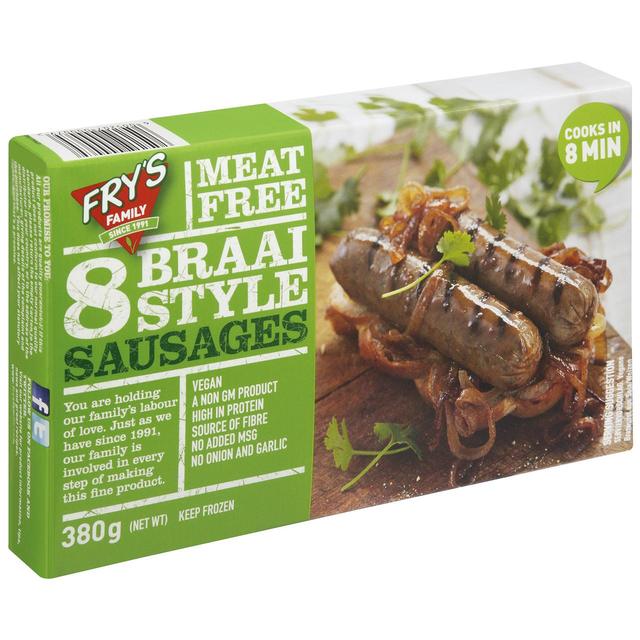 FRY'S
FAMILY
SINCE 1991
MEAT
FREE
8 BRAAI
STYLE
SAUSAGES
You are holding
our family's labour
of love. Just as we
have since 1991,
our family is
involved in every
step of making
this fine product.
VEGAN
A NON GM PRODUCT
HIGH IN PROTEIN
SOURCE OF FIBRE
NO ADDED MSG
NO ONION AND GARLIC
380g (NET WT) KEEP FROZEN
COOKS IN
8 MIN
SERVING SUGGESTION
OUR PROMISE TO YOU: